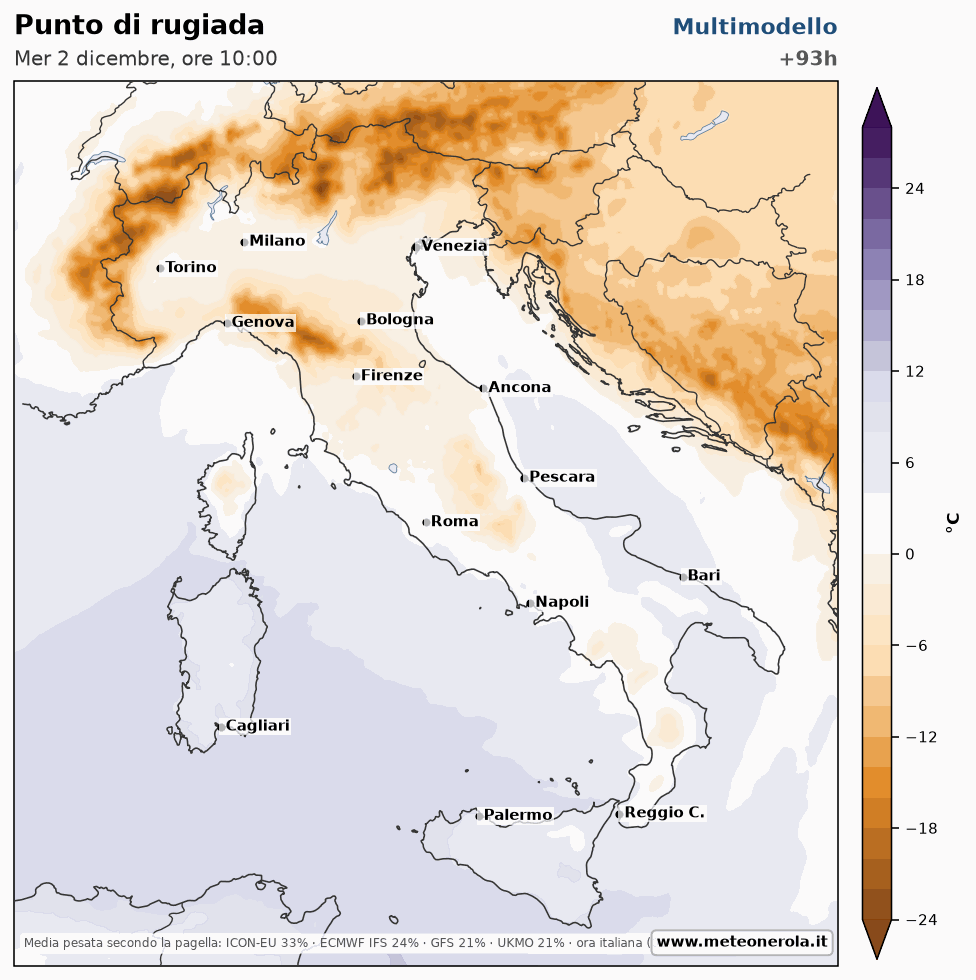 Punto di rugiada
Multimodello
Mer 2 dicembre, ore 10:00
+93h
Milano
Venezia
Torino
Genova
Bologna
Firenze
Ancona
Pescara
Roma
Bari
Napoli
Cagliari
Palermo
Reggio C.
24
18
12
6
0
−6
−12
−18
−24
°C
Media pesata secondo la pagella: ICON-EU 33% · ECMWF IFS 24% · GFS 21% · UKMO 21% · ora italiana (
www.meteonerola.it